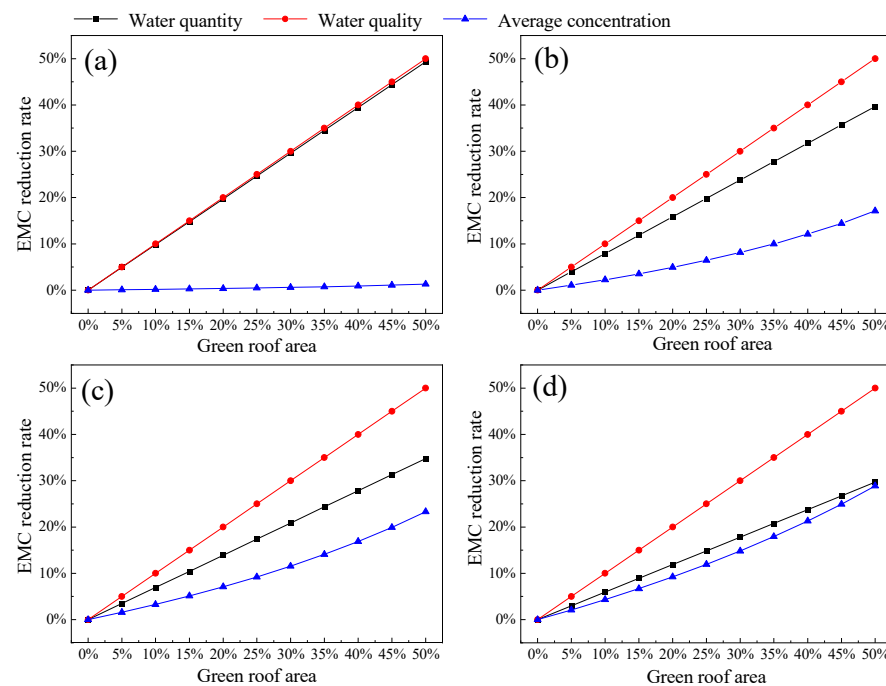 Water quantity Water quality Average concentration
(a)
EMC reduction rate
50%
40%
30%
20%
10%
0%
0% 5% 10% 15% 20% 25% 30% 35% 40% 45% 50%
Green roof area
(b)
EMC reduction rate
50%
40%
30%
20%
10%
0%
0% 5% 10% 15% 20% 25% 30% 35% 40% 45% 50%
Green roof area
(c)
EMC reduction rate
50%
40%
30%
20%
10%
0%
0% 5% 10% 15% 20% 25% 30% 35% 40% 45% 50%
Green roof area
(d)
EMC reduction rate
50%
40%
30%
20%
10%
0%
0% 5% 10% 15% 20% 25% 30% 35% 40% 45% 50%
Green roof area